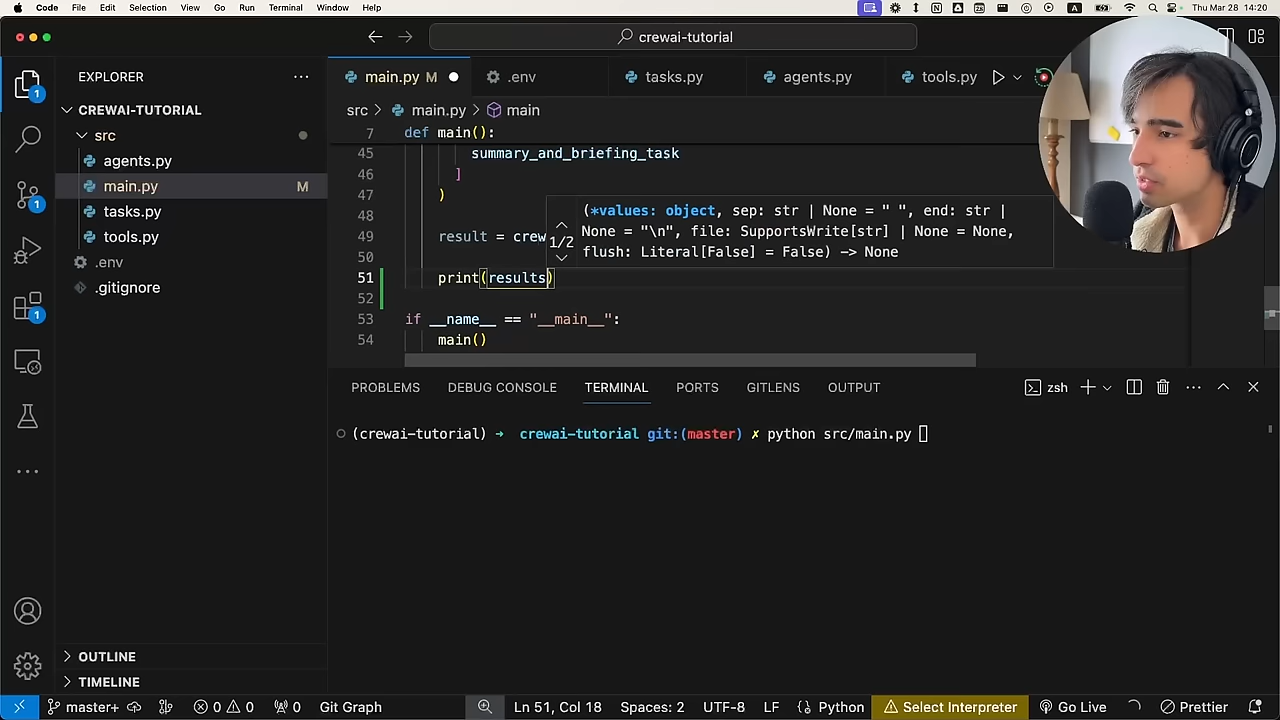 Code File Edit Selection View Go Run Terminal Window Help
A
Thu Mar 28 14:20
crewai-tutorial
EXPLORER
CREWAI-TUTORIAL
src
agents.py
main.py M
tasks.py
tools.py
.env
.gitignore
OUTLINE
TIMELINE
1
1
1
main.py M
.env
tasks.py
agents.py
tools.py
src > main.py > main
7 def main():
45 summary_and_briefing_task
46 ]
47 )
48
49 result = crew
50
51 print(results)
52
53 if __name__ == "__main__":
54 main()
1/2
(*values: object, sep: str | None = " ", end: str |
None = "\n", file: SupportsWrite[str] | None = None,
flush: Literal[False] = False) -> None
PROBLEMS DEBUG CONSOLE TERMINAL PORTS GITLENS OUTPUT
zsh
(crewai-tutorial) → crewai-tutorial git:(master) ✗ python src/main.py
master+ 0 0 0 Git Graph Ln 51, Col 18 Spaces: 2 UTF-8 LF {} Python Select Interpreter Go Live Prettier